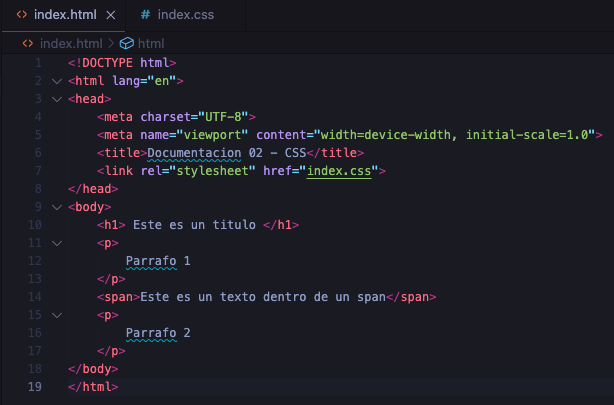 index.html
# index.css
index.html > html
1 <!DOCTYPE html>
2 <html lang="en">
3 <head>
4 <meta charset="UTF-8">
5 <meta name="viewport" content="width=device-width, initial-scale=1.0">
6 <title>Documentacion 02 - CSS</title>
7 <link rel="stylesheet" href="index.css">
8 </head>
9 <body>
10 <h1> Este es un titulo </h1>
11 <p>
12 Parrafo 1
13 </p>
14 <span>Este es un texto dentro de un span</span>
15 <p>
16 Parrafo 2
17 </p>
18 </body>
19 </html>